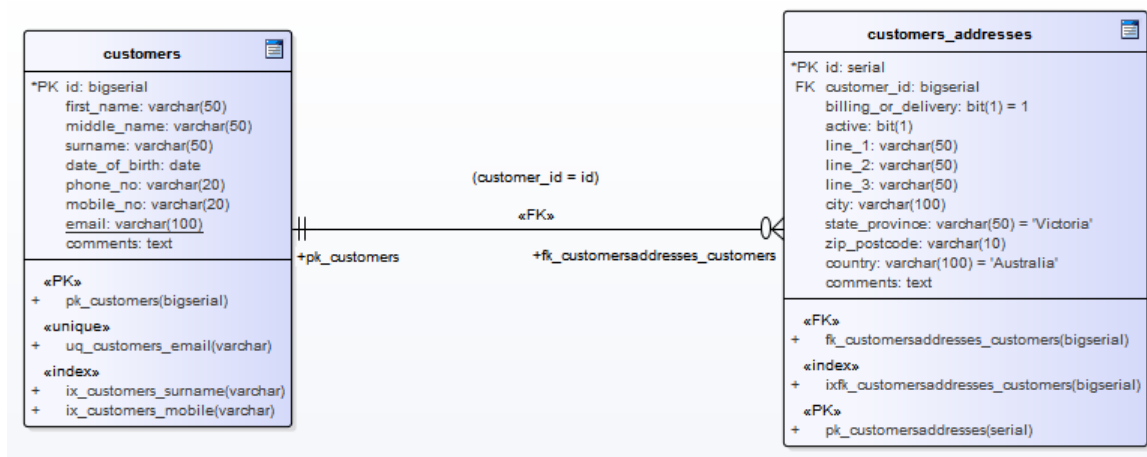 customers
*PK id: bigserial
first_name: varchar(50)
middle_name: varchar(50)
surname: varchar(50)
date_of_birth: date
phone_no: varchar(20)
mobile_no: varchar(20)
email: varchar(100)
comments: text
«PK»
+ pk_customers(bigserial)
«unique»
+ uq_customers_email(varchar)
«index»
+ ix_customers_surname(varchar)
+ ix_customers_mobile(varchar)
(customer_id = id)
«FK»
+pk_customers
+fk_customersaddresses_customers
customers_addresses
*PK id: serial
FK customer_id: bigserial
billing_or_delivery: bit(1) = 1
active: bit(1)
line_1: varchar(50)
line_2: varchar(50)
line_3: varchar(50)
city: varchar(100)
state_province: varchar(50) = 'Victoria'
zip_postcode: varchar(10)
country: varchar(100) = 'Australia'
comments: text
«FK»
+ fk_customersaddresses_customers(bigserial)
«index»
+ ixfk_customersaddresses_customers(bigserial)
«PK»
+ pk_customersaddresses(serial)